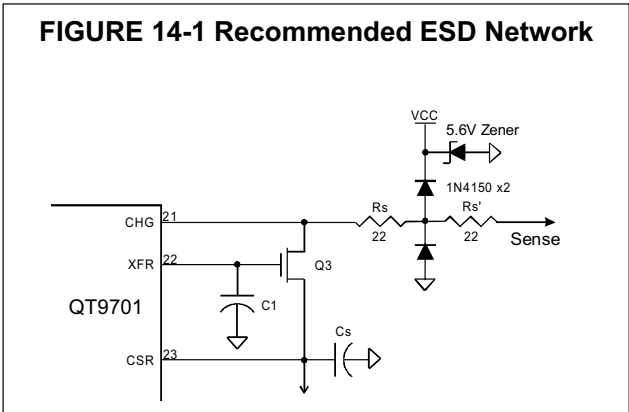 FIGURE 14-1 Recommended ESD Network
VCC
5.6V Zener
1N4150 x2
Rs
Rs'
CHG
21
22
22
Sense
XFR
22
Q3
QT9701
C1
Cs
CSR
23